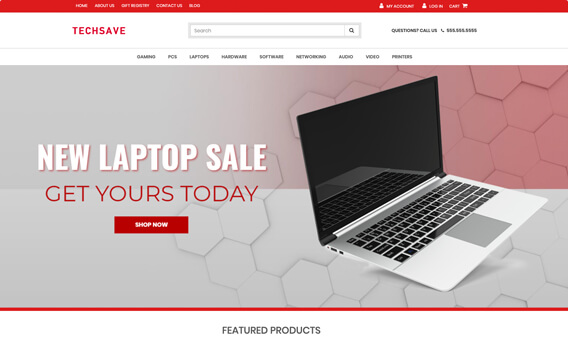 HOME ABOUT US GIFT REGISTRY CONTACT US BLOG MY ACCOUNT LOG IN CART
TECHSAVE Search QUESTIONS? CALL US 555.555.5555
GAMING PCS LAPTOPS HARDWARE SOFTWARE NETWORKING AUDIO VIDEO PRINTERS
NEW LAPTOP SALE
GET YOURS TODAY
SHOP NOW
FEATURED PRODUCTS